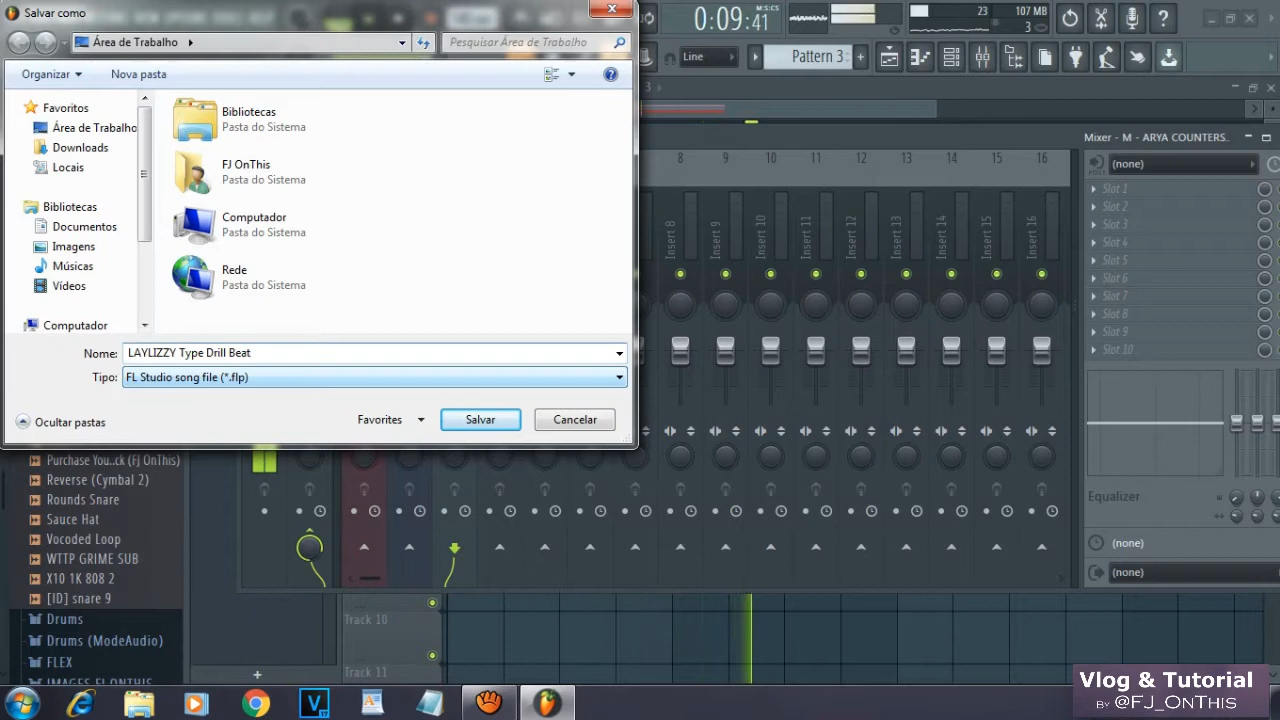 Salvar como
Área de Trabalho
Pesquisar Área de Trabalho
Organizar
Nova pasta
Favoritos
Área de Trabalho
Downloads
Locais
Bibliotecas
Documentos
Imagens
Músicas
Vídeos
Computador
Bibliotecas
Pasta do Sistema
FJ OnThis
Pasta do Sistema
Computador
Pasta do Sistema
Rede
Pasta do Sistema
Nome: LAYLIZZY Type Drill Beat
Tipo: FL Studio song file (*.flp)
Ocultar pastas
Favorites
Salvar
Cancelar
0:09:41
M:S:CS
23
107 MB
3
Line
Pattern 3
3
8 9 10 11 12 13 14 15 16
Insert 8
Insert 9
Insert 10
Insert 11
Insert 12
Insert 13
Insert 14
Insert 15
Insert 16
Mixer - M - ARYA COUNTERS..
(none)
Slot 1
Slot 2
Slot 3
Slot 4
Slot 5
Slot 6
Slot 7
Slot 8
Slot 9
Slot 10
Equalizer
(none)
(none)
Purchase You..ck (FJ OnThis)
Reverse (Cymbal 2)
Rounds Snare
Sauce Hat
Vocoded Loop
WTTP GRIME SUB
X10 1K 808 2
[ID] snare 9
Drums
Drums (ModeAudio)
FLEX
IMAGES FL ONTHIS
Track 10
Track 11
Vlog & Tutorial
BY @FJ_ONTHIS